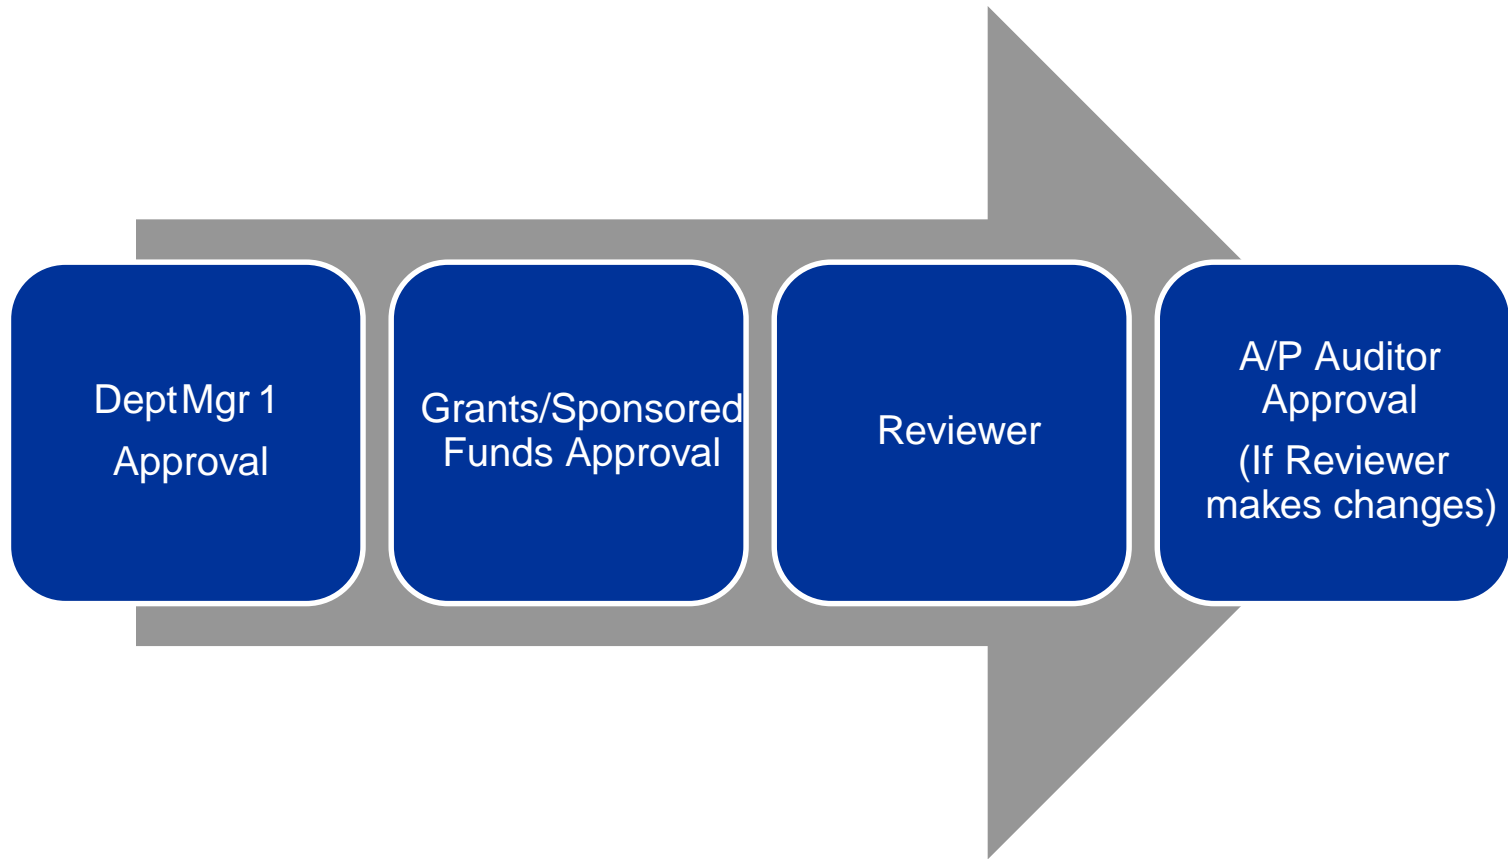 Dept Mgr 1
Approval
Grants/Sponsored
Funds Approval
Reviewer
A/P Auditor
Approval
(If Reviewer
makes changes)